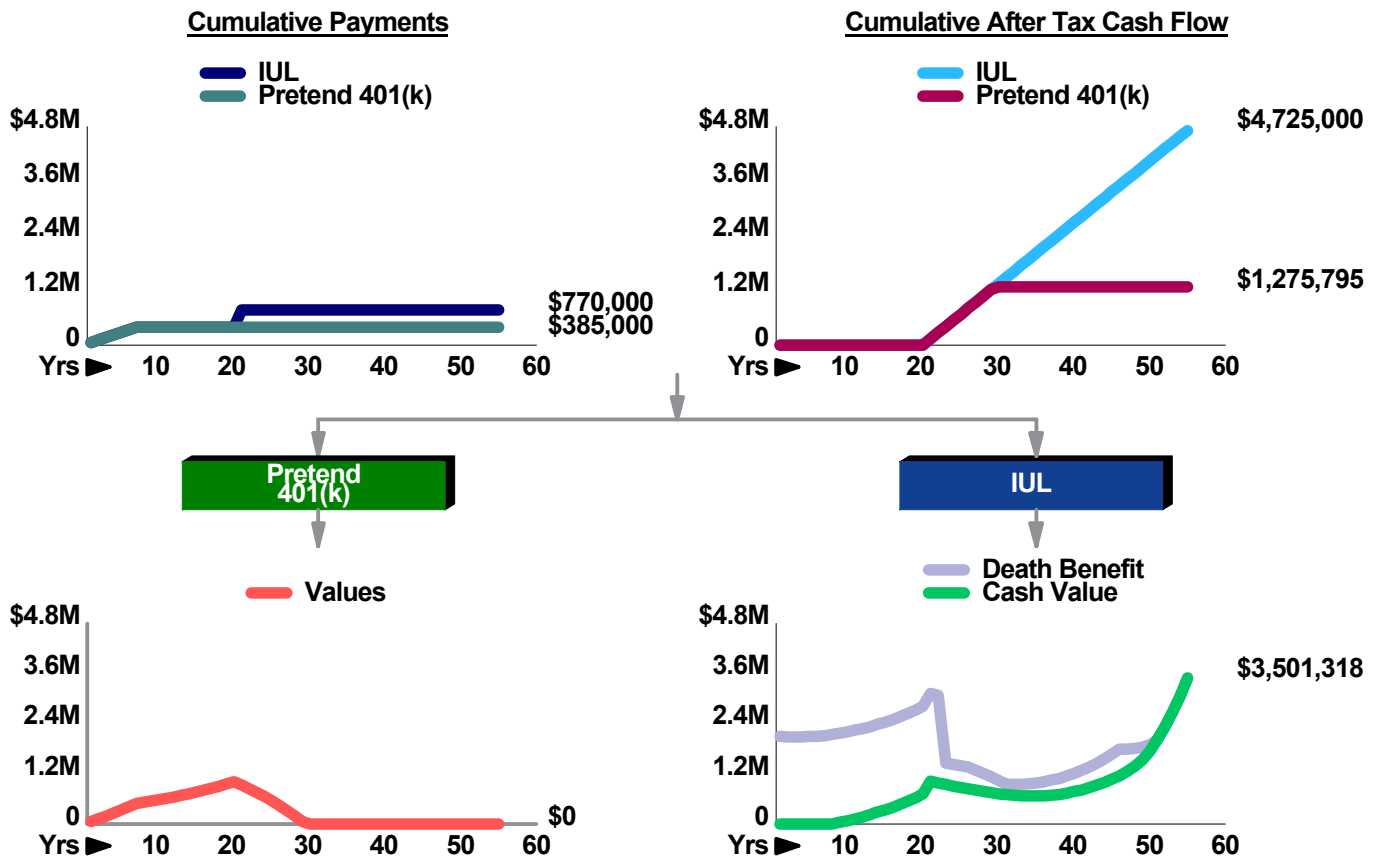 Cumulative Payments
IUL
Pretend 401(k)
$4.8M
3.6M
2.4M
1.2M
0
$770,000
$385,000
Yrs 10 20 30 40 50 60
Cumulative After Tax Cash Flow
IUL
Pretend 401(k)
$4.8M
3.6M
2.4M
1.2M
0
$4,725,000
$1,275,795
Yrs 10 20 30 40 50 60
Pretend
401(k)
IUL
Values
$4.8M
3.6M
2.4M
1.2M
0
$0
Yrs 10 20 30 40 50 60
Death Benefit
Cash Value
$4.8M
3.6M
2.4M
1.2M
0
$3,501,318
Yrs 10 20 30 40 50 60